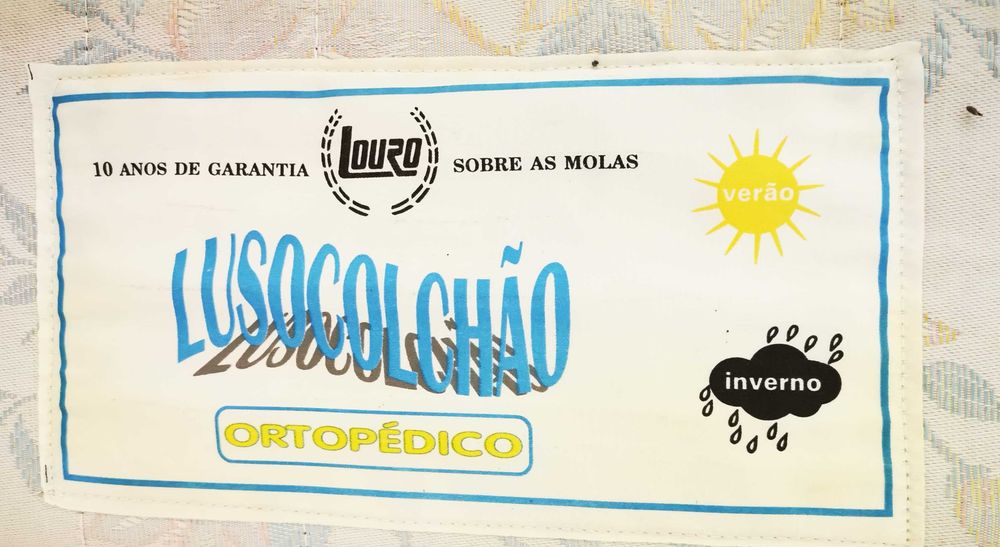 10 ANOS DE GARANTIA LOURO SOBRE AS MOLAS
verão
LUSOCOLCHÃO
inverno
ORTOPÉDICO